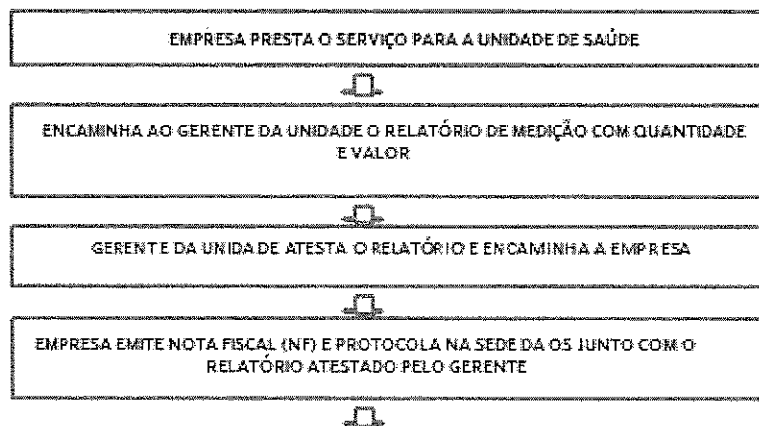 EMPRESA PRESTA O SERVIÇO PARA A UNIDADE DE SAÚDE
ENCAMINHA AO GERENTE DA UNIDADE O RELATÓRIO DE MEDIÇÃO COM QUANTIDADE
E VALOR
GERENTE DA UNIDADE ATESTA O RELATÓRIO E ENCAMINHA A EMPRESA
EMPRESA EMITE NOTA FISCAL (NF) E PROTOCOLA NA SEDE DA OS JUNTO COM O
RELATÓRIO ATESTADO PELO GERENTE